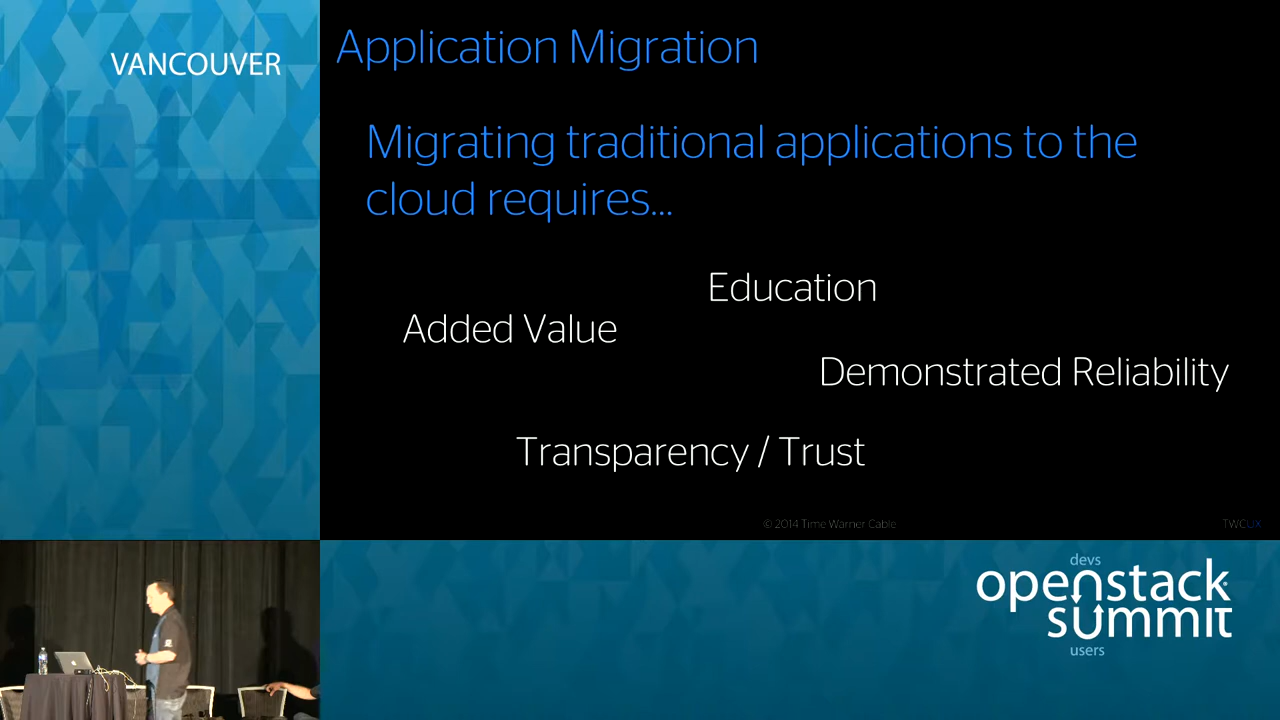 VANCOUVER
Application Migration
Migrating traditional applications to the
cloud requires...
Education
Added Value
Demonstrated Reliability
Transparency / Trust
© 2014 Time Warner Cable
TWCUX
devs
openstack
summit
users